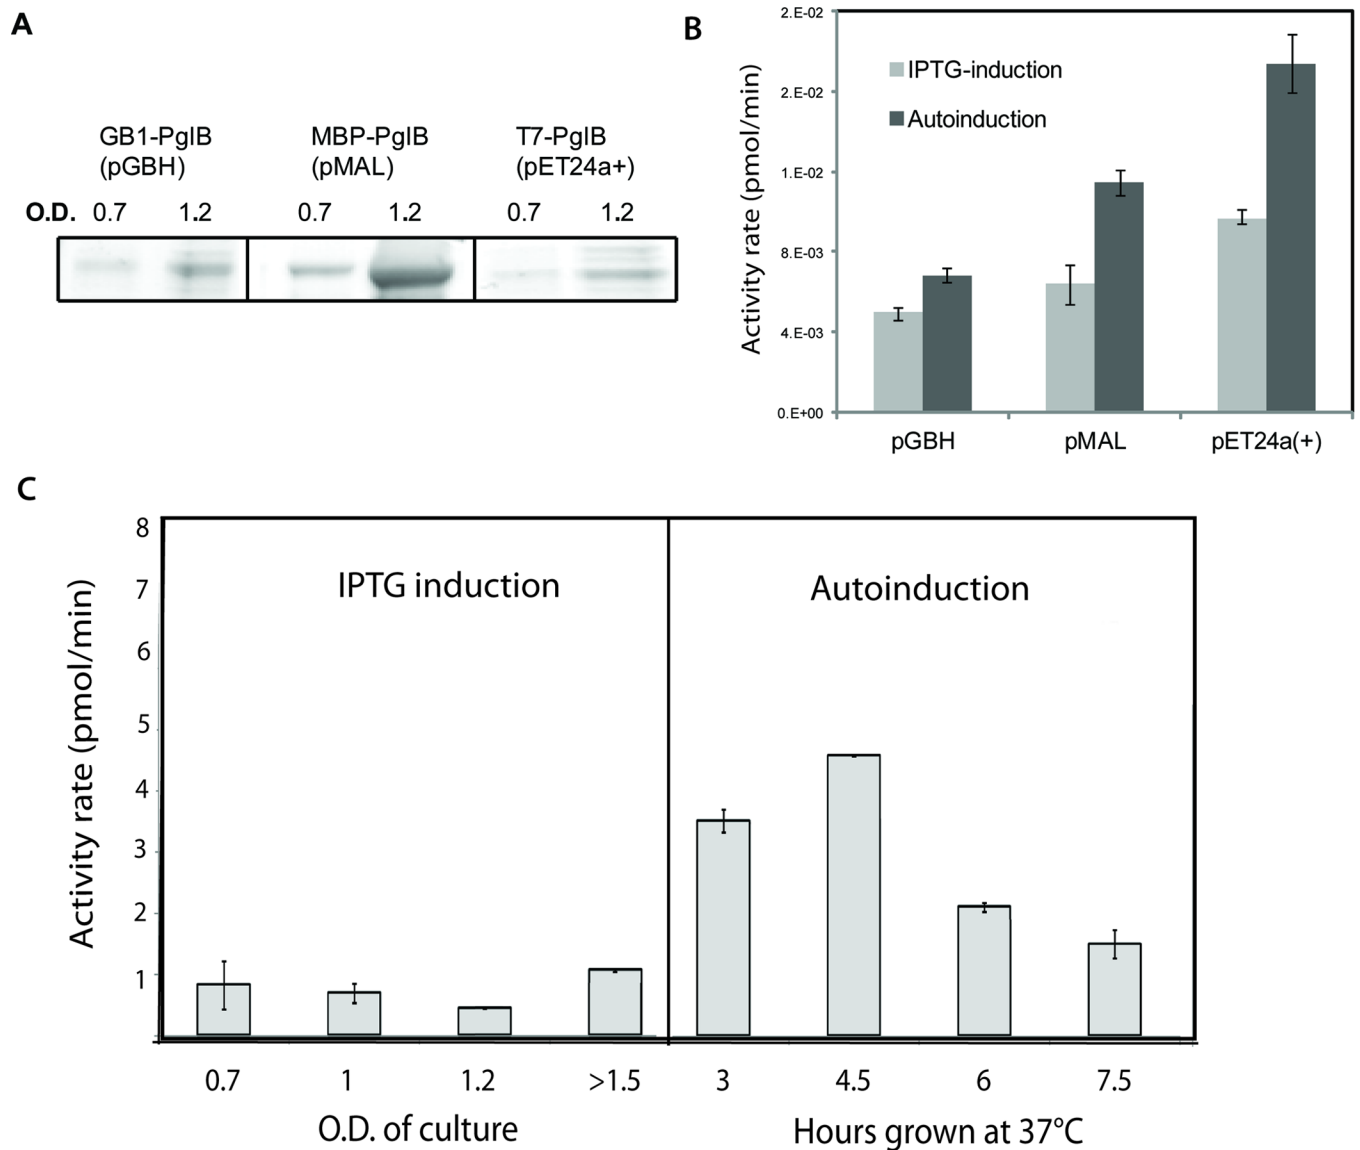 A
GB1-PglB
(pGBH)
MBP-PglB
(pMAL)
T7-PglB
(pET24a+)
O.D. 0.7 1.2 0.7 1.2 0.7 1.2
B
Activity rate (pmol/min)
2.E-02
2.E-02
1.E-02
8.E-03
4.E-03
0.E+00
IPTG-induction
Autoinduction
pGBH pMAL pET24a(+)
C
Activity rate (pmol/min)
8
7
6
5
4
3
2
1
IPTG induction
Autoinduction
0.7 1 1.2 >1.5 3 4.5 6 7.5
O.D. of culture
Hours grown at 37°C